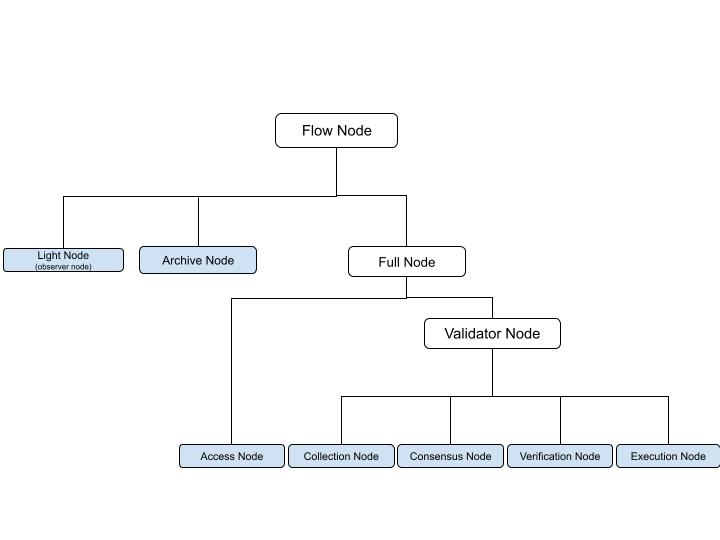 Flow Node
Light Node
(observer node)
Archive Node
Full Node
Validator Node
Access Node
Collection Node
Consensus Node
Verification Node
Execution Node